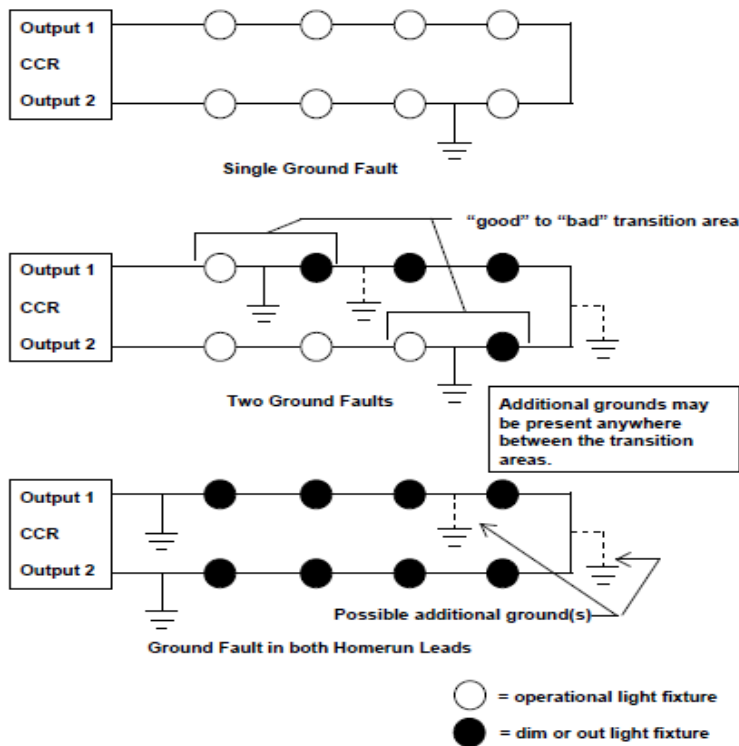 Output 1
CCR
Output 2
Single Ground Fault
“good” to “bad” transition area
Output 1
CCR
Output 2
Two Ground Faults
Additional grounds may
be present anywhere
between the transition
areas.
Output 1
CCR
Output 2
Possible additional ground(s)
Ground Fault in both Homerun Leads
= operational light fixture
= dim or out light fixture